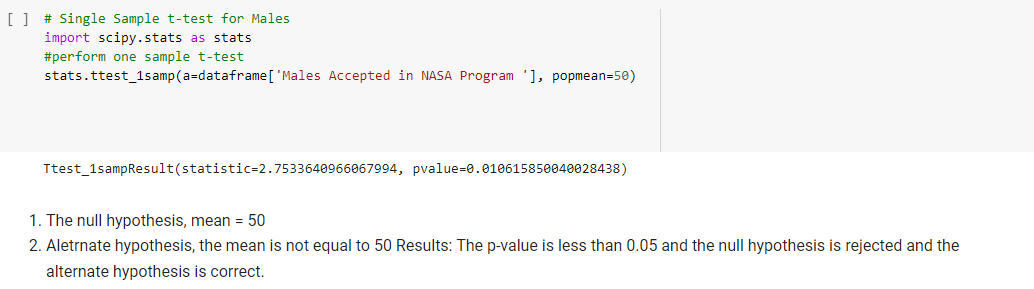 [ ] # Single Sample t-test for Males
import scipy.stats as stats
#perform one sample t-test
stats.ttest_1samp(a=dataframe['Males Accepted in NASA Program '], popmean=50)
Ttest_1sampResult(statistic=2.7533640966067994, pvalue=0.010615850040028438)
1. The null hypothesis, mean = 50
2. Aletrnate hypothesis, the mean is not equal to 50 Results: The p-value is less than 0.05 and the null hypothesis is rejected and the
alternate hypothesis is correct.